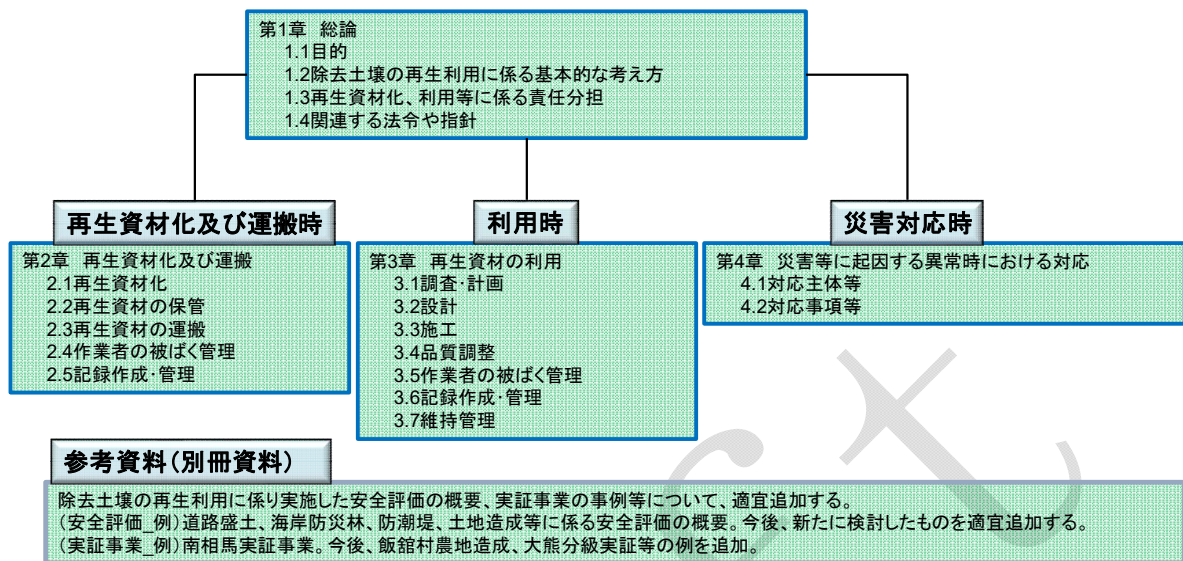 第1章 総論
1.1目的
1.2除去土壌の再生利用に係る基本的な考え方
1.3再生資材化、利用等に係る責任分担
1.4関連する法令や指針
再生資材化及び運搬時
第2章 再生資材化及び運搬
2.1再生資材化
2.2再生資材の保管
2.3再生資材の運搬
2.4作業者の被ばく管理
2.5記録作成・管理
利用時
第3章 再生資材の利用
3.1調査・計画
3.2設計
3.3施工
3.4品質調整
3.5作業者の被ばく管理
3.6記録作成・管理
3.7維持管理
災害対応時
第4章 災害等に起因する異常時における対応
4.1対応主体等
4.2対応事項等
参考資料(別冊資料)
除去土壌の再生利用に係り実施した安全評価の概要、実証事業の事例等について、適宜追加する。
(安全評価_例)道路盛土、海岸防災林、防潮堤、土地造成等に係る安全評価の概要。今後、新たに検討したものを適宜追加する。
(実証事業_例)南相馬実証事業。今後、飯舘村農地造成、大熊分級実証等の例を追加。